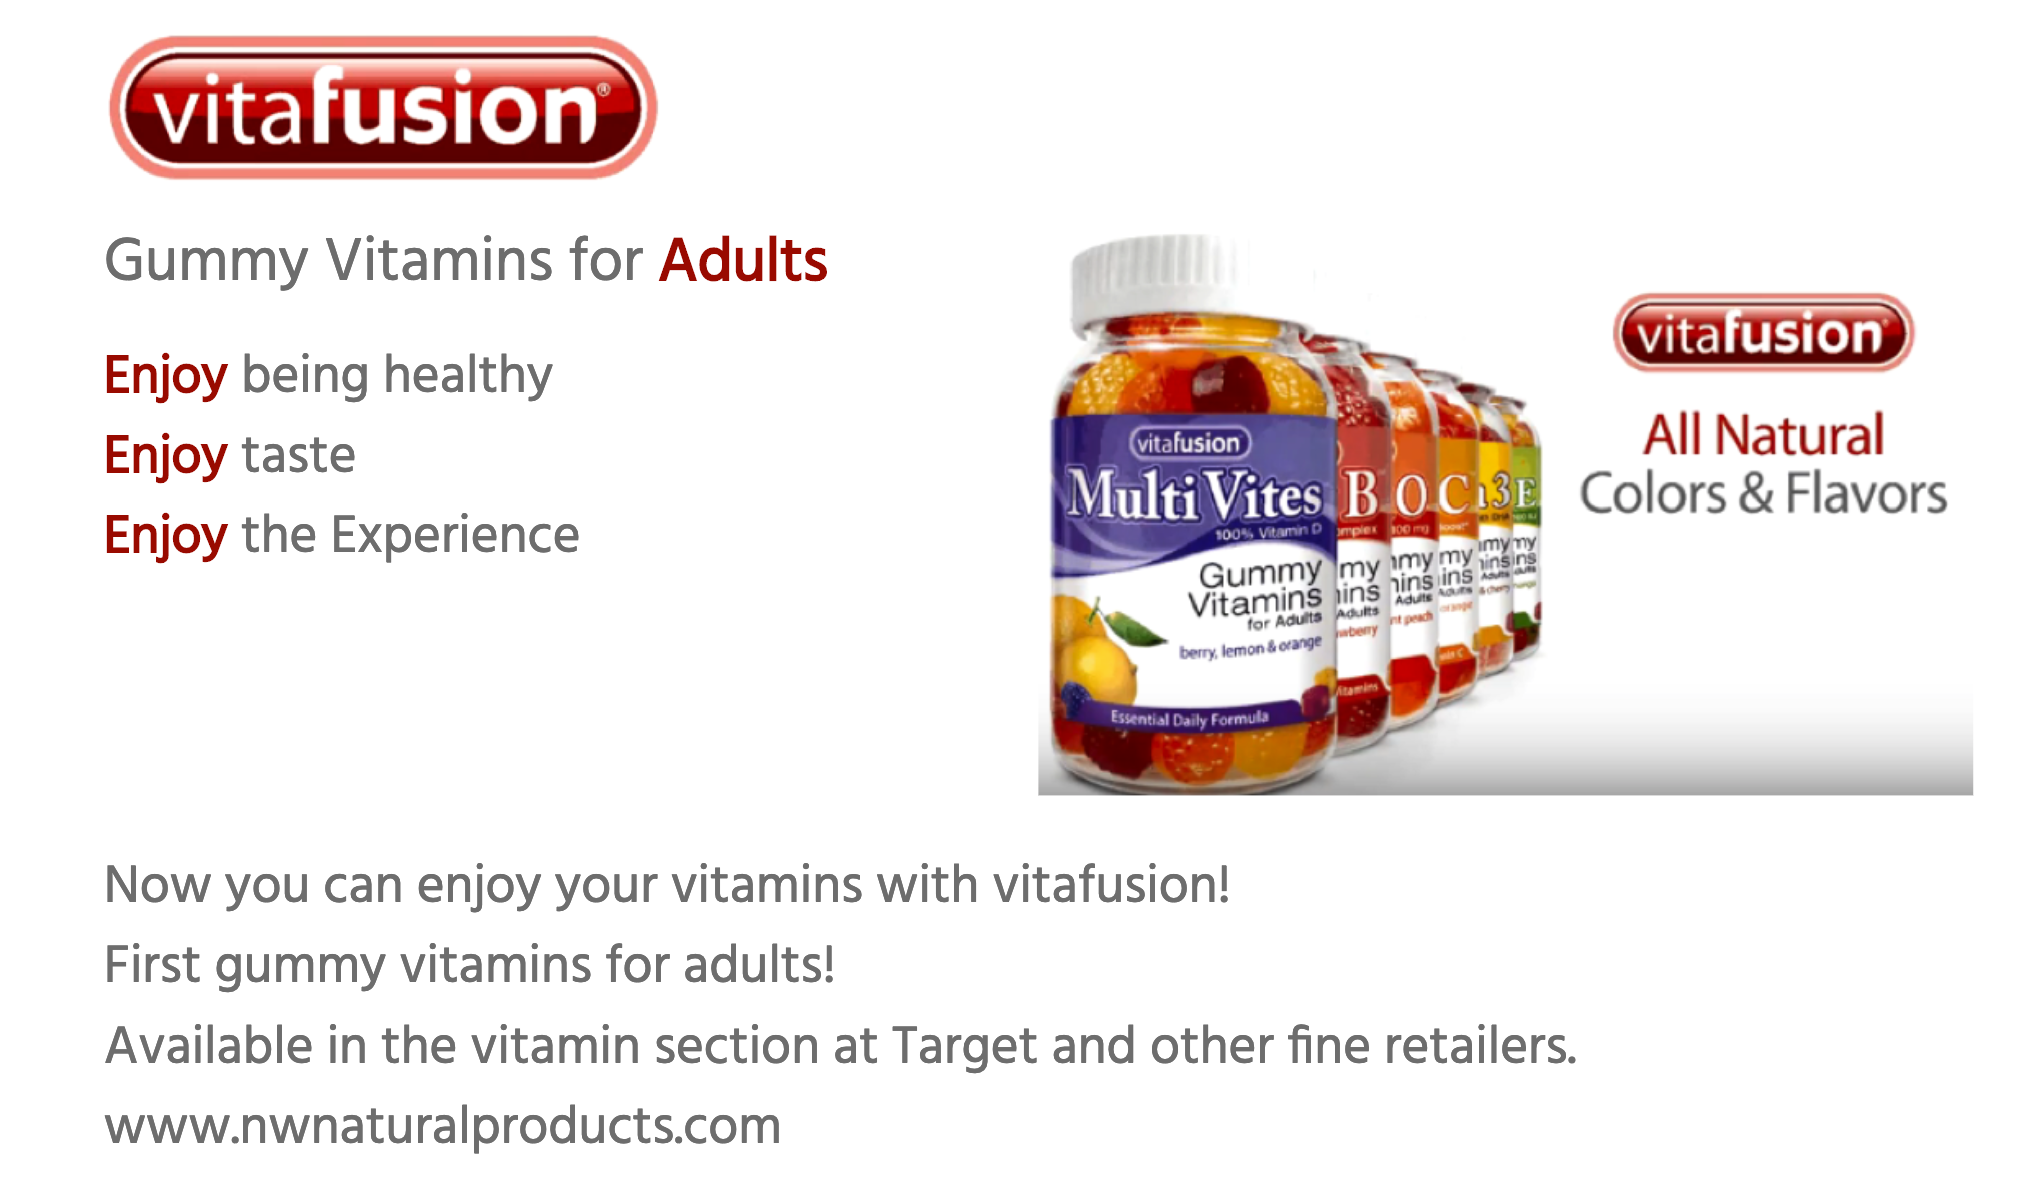 vitafusion®
Gummy Vitamins for Adults
Enjoy being healthy
Enjoy taste
Enjoy the Experience
vitafusion
Multi Vites
100% Vitamin D
Gummy
Vitamins
for Adults
berry, lemon & orange
Essential Daily Formula
B
O
C
3
E
vitafusion
All Natural
Colors & Flavors
Now you can enjoy your vitamins with vitafusion!
First gummy vitamins for adults!
Available in the vitamin section at Target and other fine retailers.
www.nwnaturalproducts.com